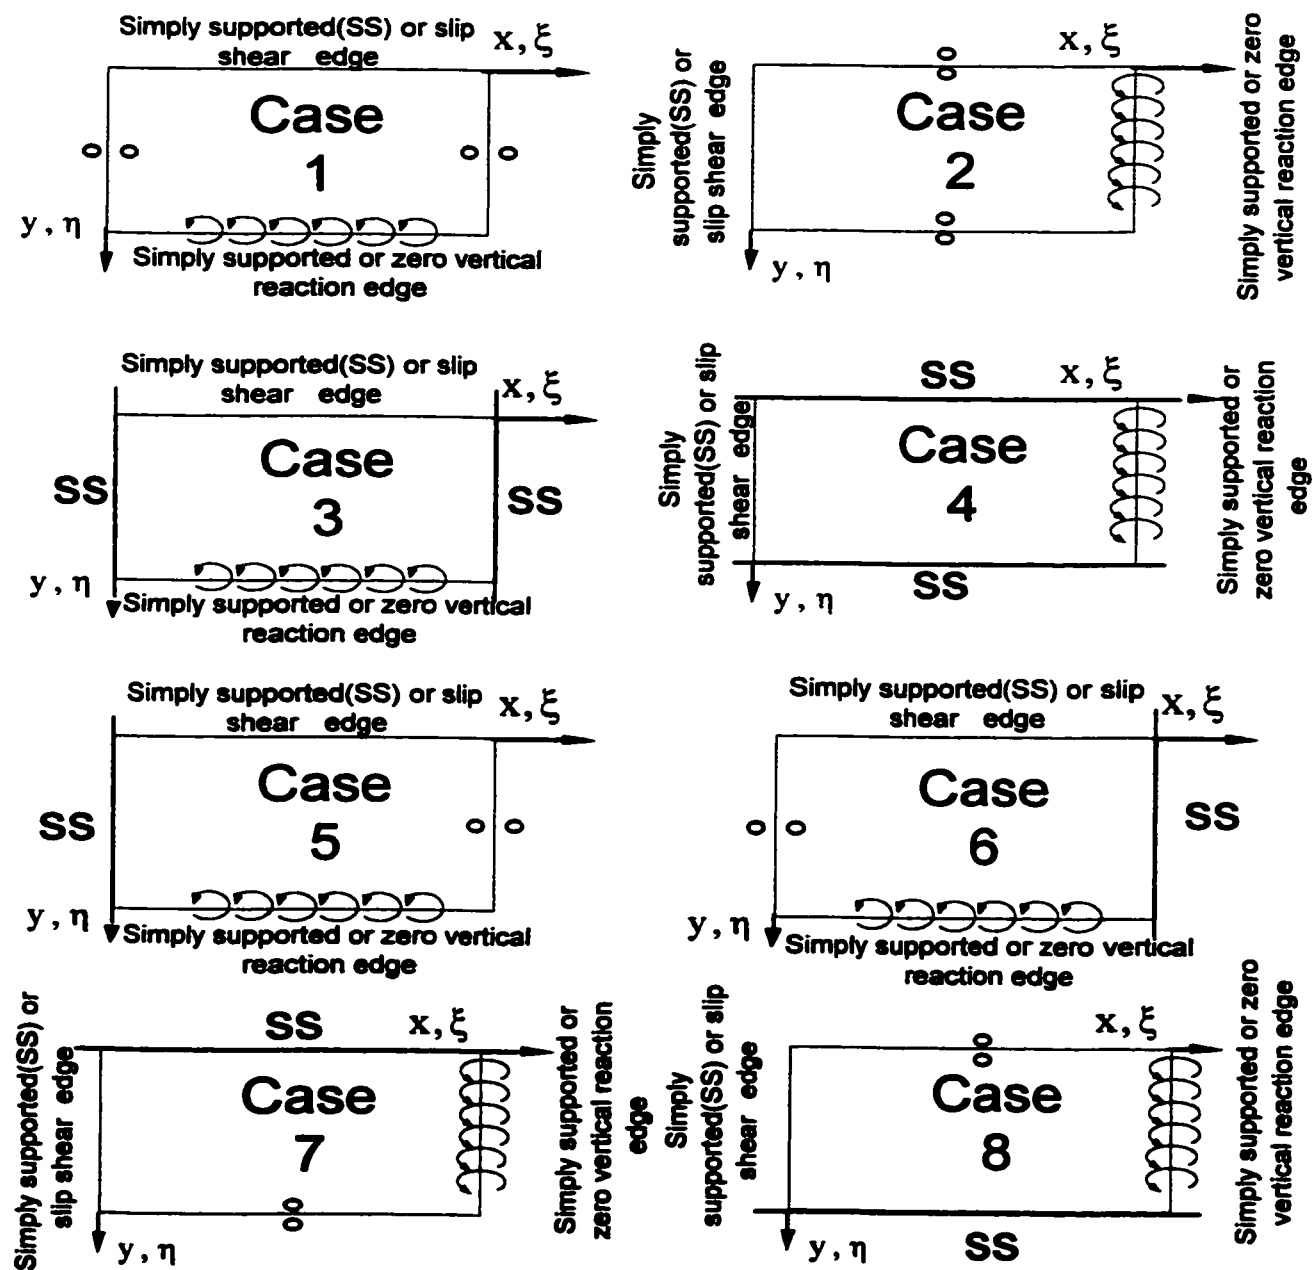 Simply supported(SS) or slip
shear edge
x, ξ
Case
1
o o
o o
y, η
Simply supported or zero vertical
reaction edge
Simply
supported(SS) or
slip shear edge
o
o
x, ξ
Case
2
o
o
y, η
Simply supported or zero
vertical reaction edge
Simply supported(SS) or slip
shear edge
x, ξ
SS
Case
3
SS
y, η
Simply supported or zero vertical
reaction edge
Simply
supported(SS) or slip
shear edge
SS
x, ξ
Case
4
SS
y, η
Simply supported or
zero vertical reaction
edge
Simply supported(SS) or slip
shear edge
x, ξ
SS
Case
5
o o
y, η
Simply supported or zero vertical
reaction edge
Simply supported(SS) or slip
shear edge
x, ξ
o o
Case
6
SS
y, η
Simply supported or zero vertical
reaction edge
Simply supported(SS) or
slip shear edge
SS
x, ξ
Case
7
o
o
y, η
Simply supported or
zero vertical reaction
edge
Simply
supported(SS) or slip
shear edge
o
o
x, ξ
Case
8
SS
y, η
Simply supported or zero
vertical reaction edge